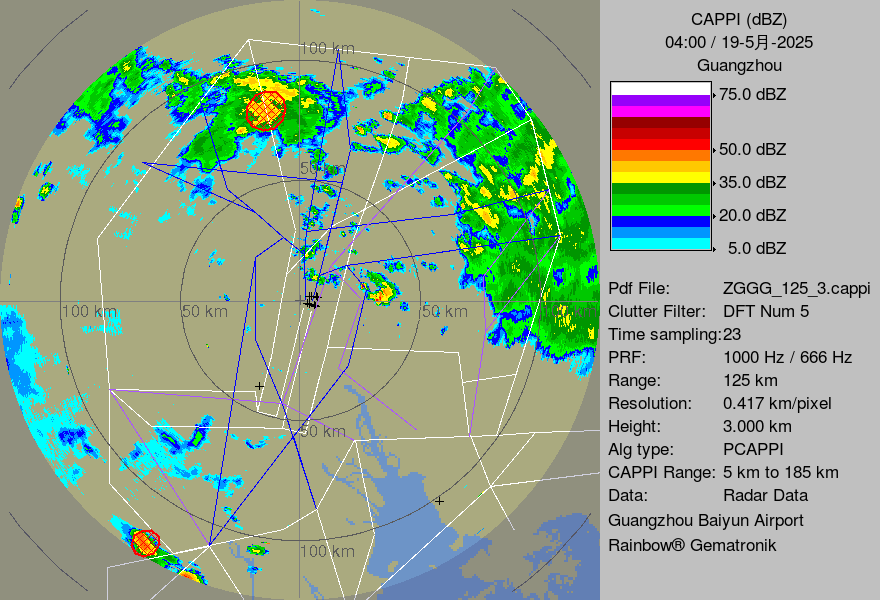 CAPPI (dBZ)
04:00 / 19-5月-2025
Guangzhou
75.0 dBZ
50.0 dBZ
35.0 dBZ
20.0 dBZ
5.0 dBZ
Pdf File: ZGGG_125_3.cappi
Clutter Filter: DFT Num 5
Time sampling:23
PRF: 1000 Hz / 666 Hz
Range: 125 km
Resolution: 0.417 km/pixel
Height: 3.000 km
Alg type: PCAPPI
CAPPI Range: 5 km to 185 km
Data: Radar Data
Guangzhou Baiyun Airport
Rainbow® Gematronik
100 km
50 km
100 km
50 km
50 km
100 km
50 km
100 km